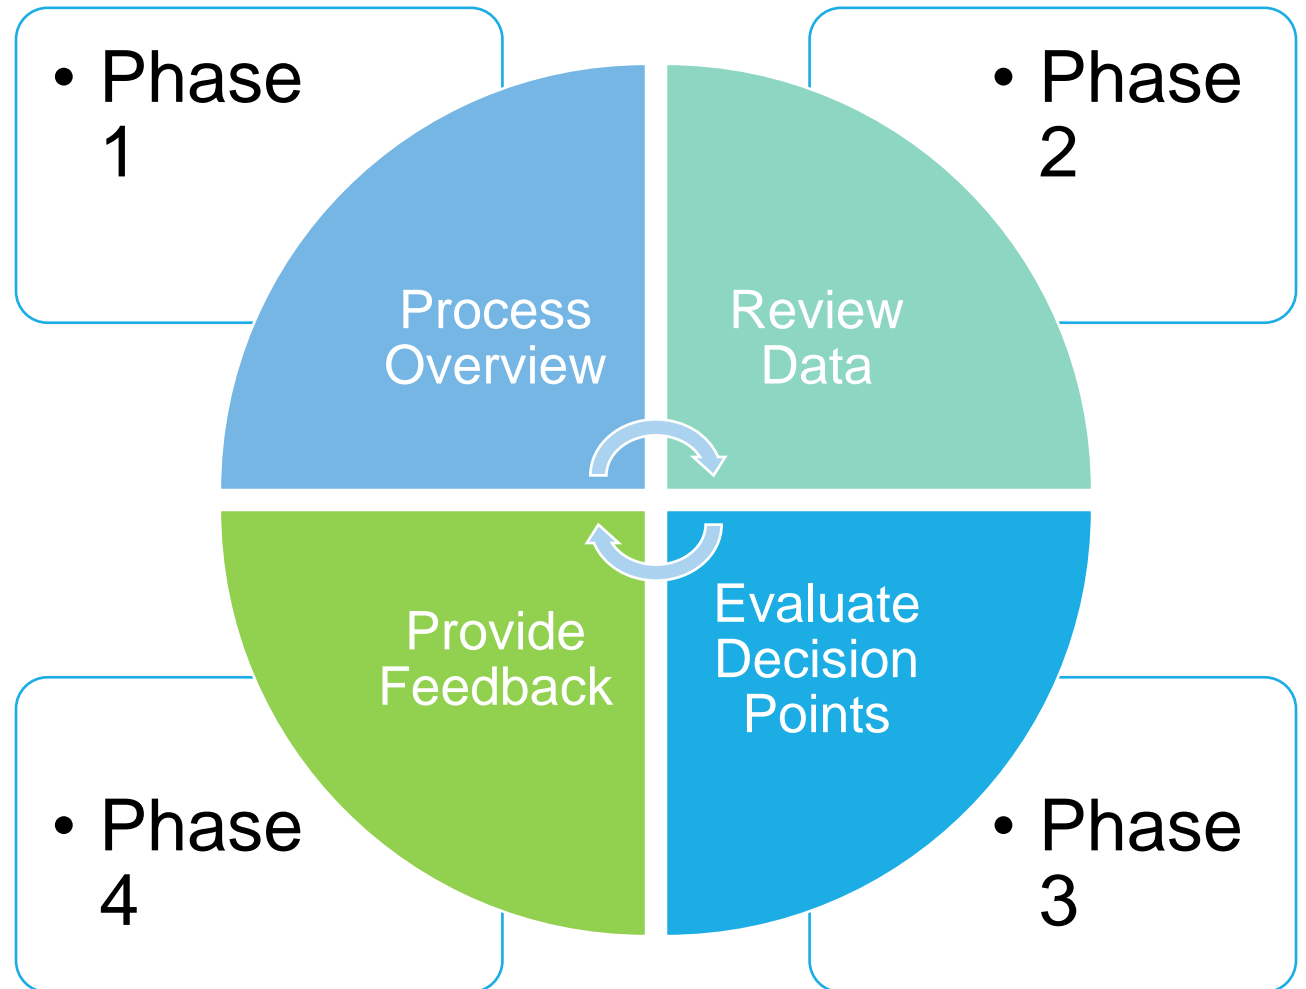 • Phase
1
• Phase
2
Process
Overview
Review
Data
Provide
Feedback
Evaluate
Decision
Points
• Phase
4
• Phase
3